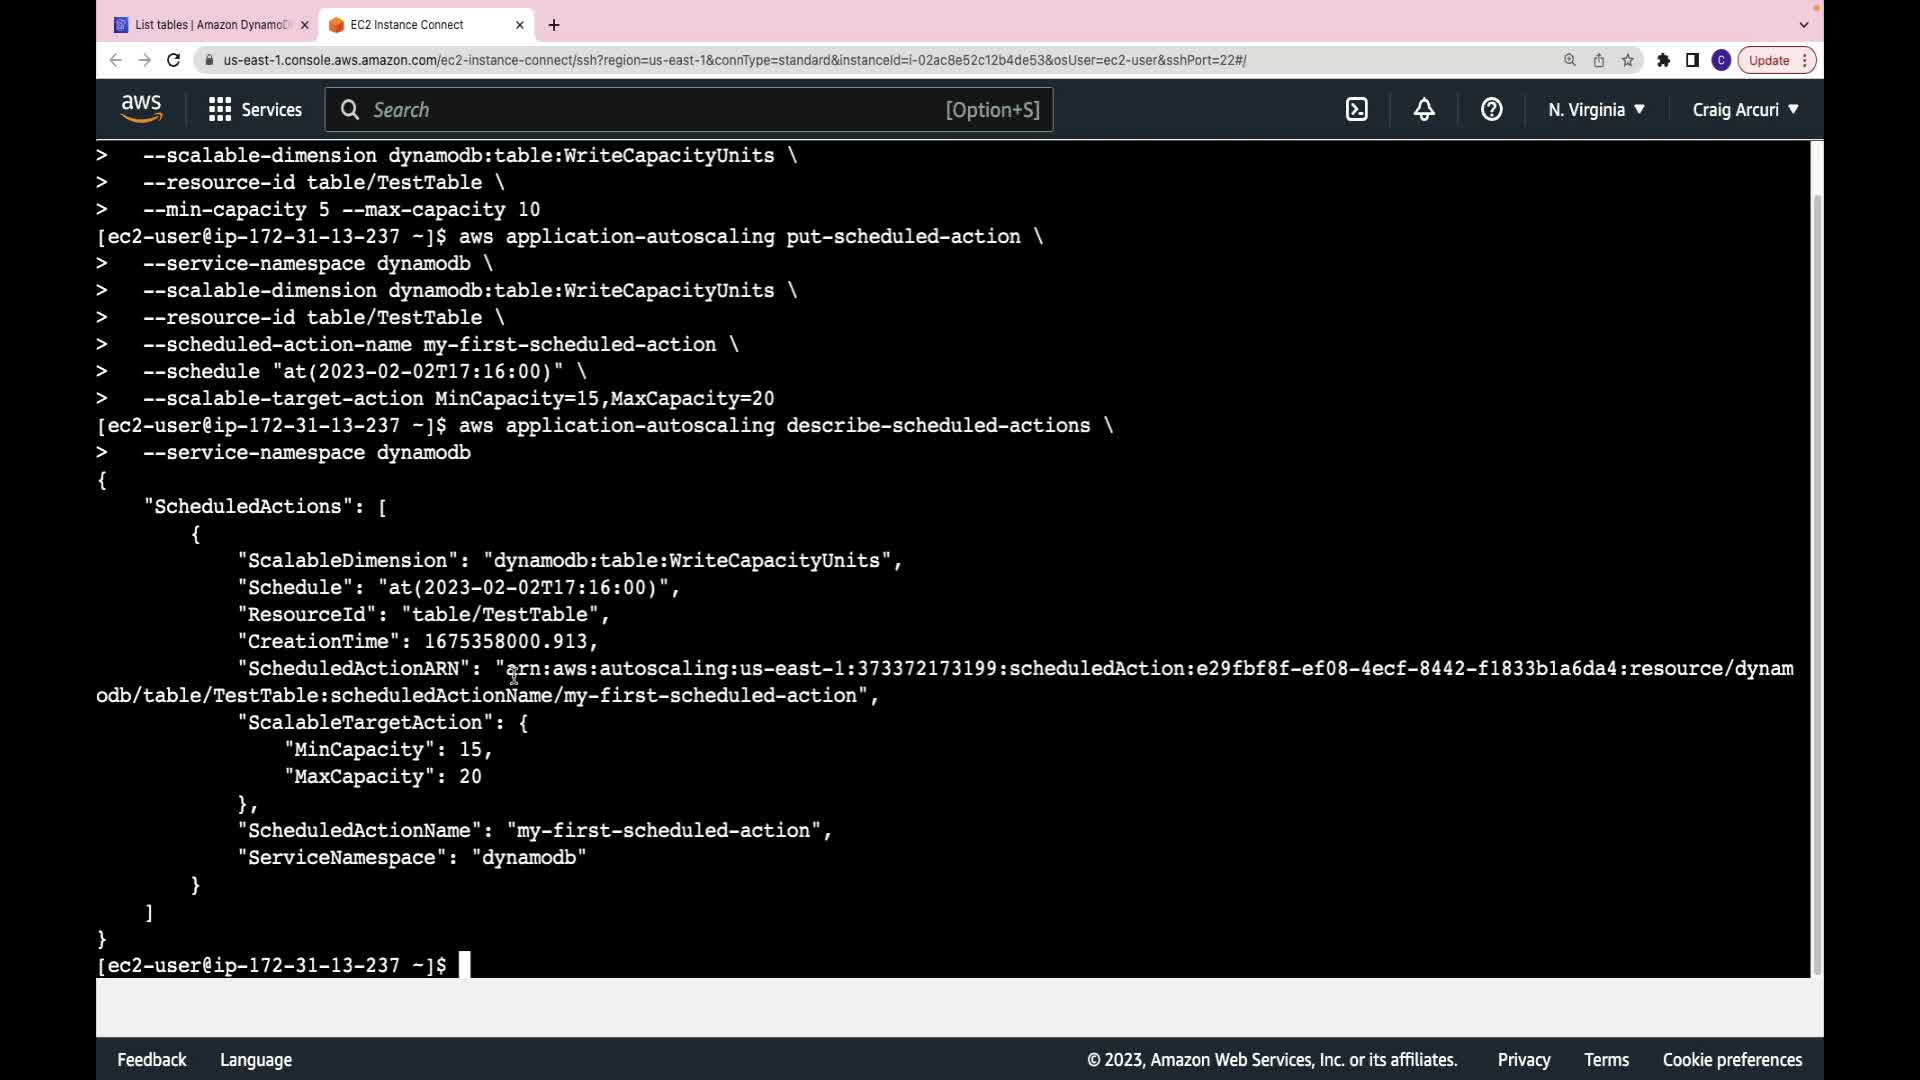 List tables | Amazon DynamoD
EC2 Instance Connect
us-east-1.console.aws.amazon.com/ec2-instance-connect/ssh?region=us-east-1&connType=standard&instanceId=i-02ac8e52c12b4de53&osUser=ec2-user&sshPort=22#/
C
Update
aws
Services
Search
[Option+S]
N. Virginia
Craig Arcuri
>   --scalable-dimension dynamodb:table:WriteCapacityUnits \
>   --resource-id table/TestTable \
>   --min-capacity 5 --max-capacity 10
[ec2-user@ip-172-31-13-237 ~]$ aws application-autoscaling put-scheduled-action \
>   --service-namespace dynamodb \
>   --scalable-dimension dynamodb:table:WriteCapacityUnits \
>   --resource-id table/TestTable \
>   --scheduled-action-name my-first-scheduled-action \
>   --schedule "at(2023-02-02T17:16:00)" \
>   --scalable-target-action MinCapacity=15,MaxCapacity=20
[ec2-user@ip-172-31-13-237 ~]$ aws application-autoscaling describe-scheduled-actions \
>   --service-namespace dynamodb
{
    "ScheduledActions": [
        {
            "ScalableDimension": "dynamodb:table:WriteCapacityUnits",
            "Schedule": "at(2023-02-02T17:16:00)",
            "ResourceId": "table/TestTable",
            "CreationTime": 1675358000.913,
            "ScheduledActionARN": "arn:aws:autoscaling:us-east-1:373372173199:scheduledAction:e29fbf8f-ef08-4ecf-8442-f1833b1a6da4:resource/dynam
odb/table/TestTable:scheduledActionName/my-first-scheduled-action",
            "ScalableTargetAction": {
                "MinCapacity": 15,
                "MaxCapacity": 20
            },
            "ScheduledActionName": "my-first-scheduled-action",
            "ServiceNamespace": "dynamodb"
        }
    ]
}
[ec2-user@ip-172-31-13-237 ~]$
Feedback
Language
© 2023, Amazon Web Services, Inc. or its affiliates.
Privacy
Terms
Cookie preferences